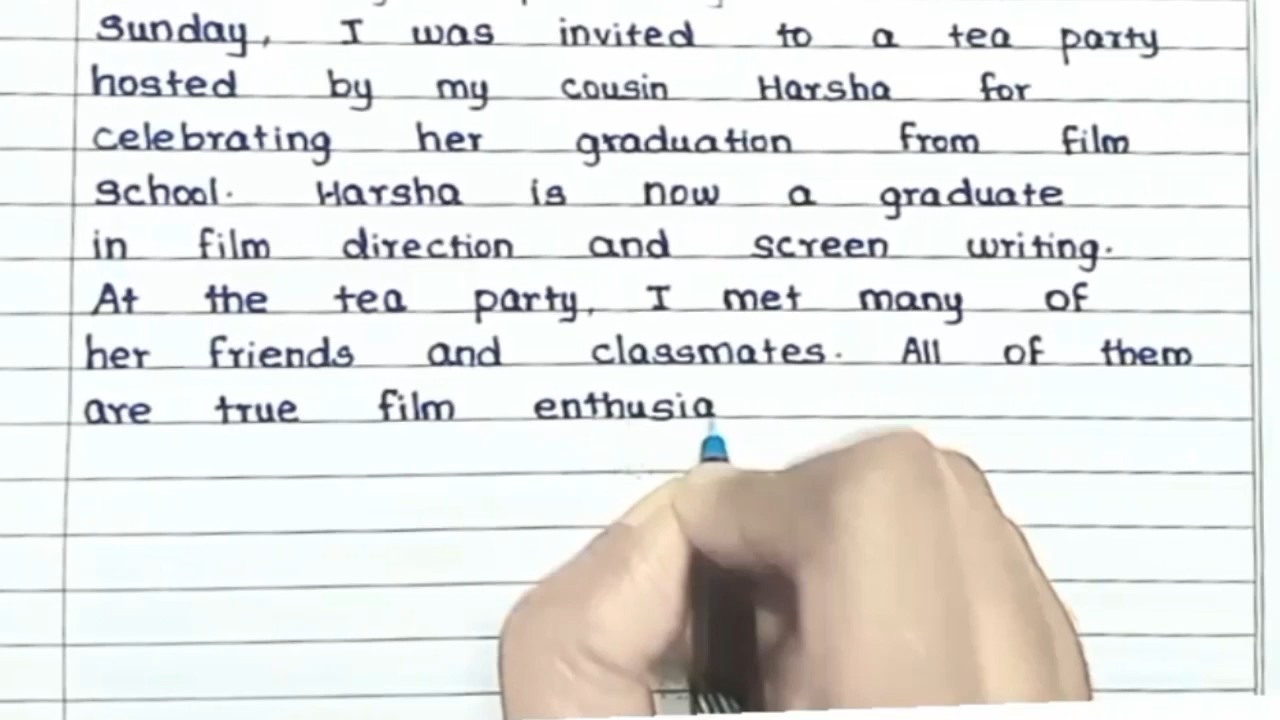 Sunday, I was invited to a tea party
hosted by my cousin Harsha for
celebrating her graduation from film
school. Harsha is now a graduate
in film direction and screen writing.
At the tea party, I met many of
her friends and classmates. All of them
are true film enthusia